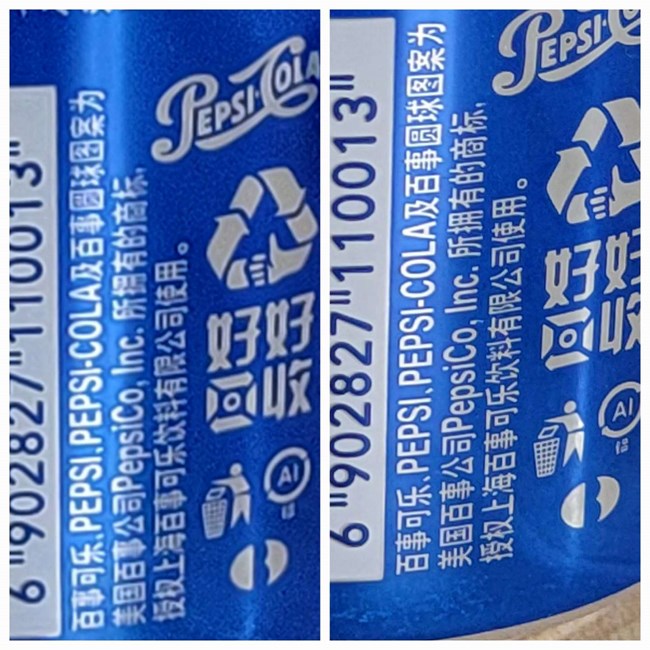 6 "902827"110013"
百事可乐、PEPSI、PEPSI-COLA及百事圆球图案为
美国百事公司PepsiCo, Inc. 所拥有的商标,
授权上海百事可乐饮料有限公司使用。
PEPSI-COLA
好好
回收
Al
6 "902827"110013"
百事可乐、PEPSI、PEPSI-COLA及百事圆球图案为
美国百事公司PepsiCo, Inc. 所拥有的商标,
授权上海百事可乐饮料有限公司使用。
PEPSI-C
好好
回收
Al